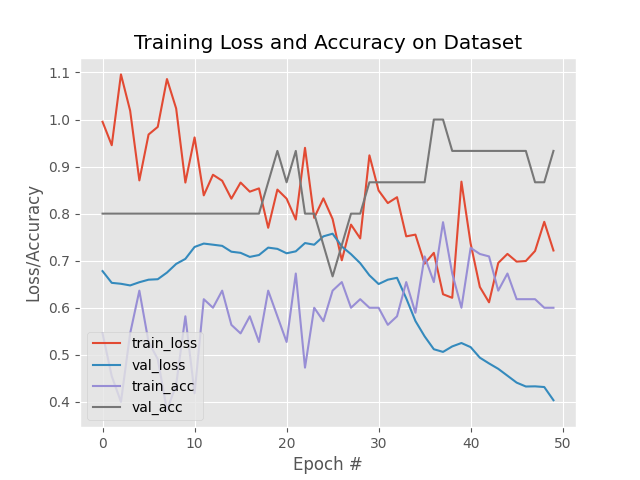 Training Loss and Accuracy on Dataset
Loss/Accuracy
1.1
1.0
0.9
0.8
0.7
0.6
0.5
0.4
train_loss
val_loss
train_acc
val_acc
0 10 20 30 40 50
Epoch #